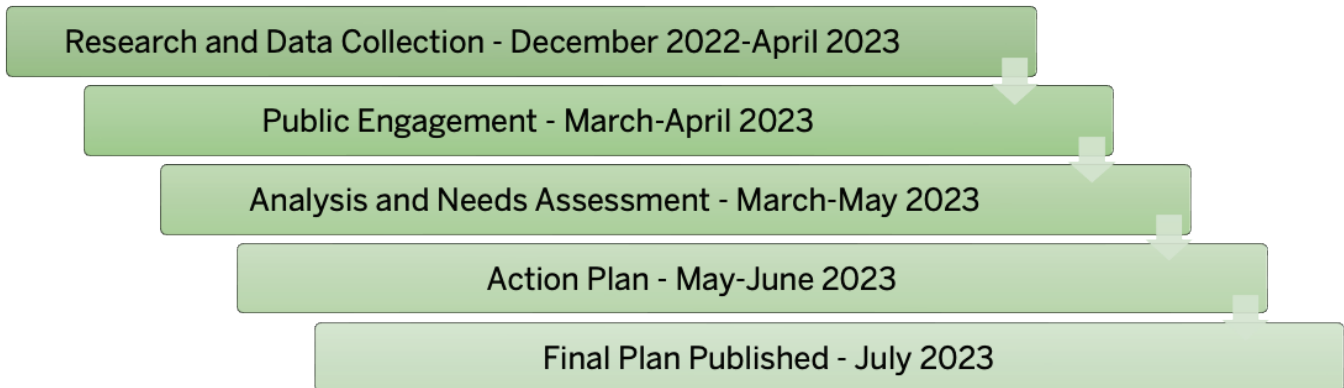 Research and Data Collection - December 2022-April 2023
Public Engagement - March-April 2023
Analysis and Needs Assessment - March-May 2023
Action Plan - May-June 2023
Final Plan Published - July 2023